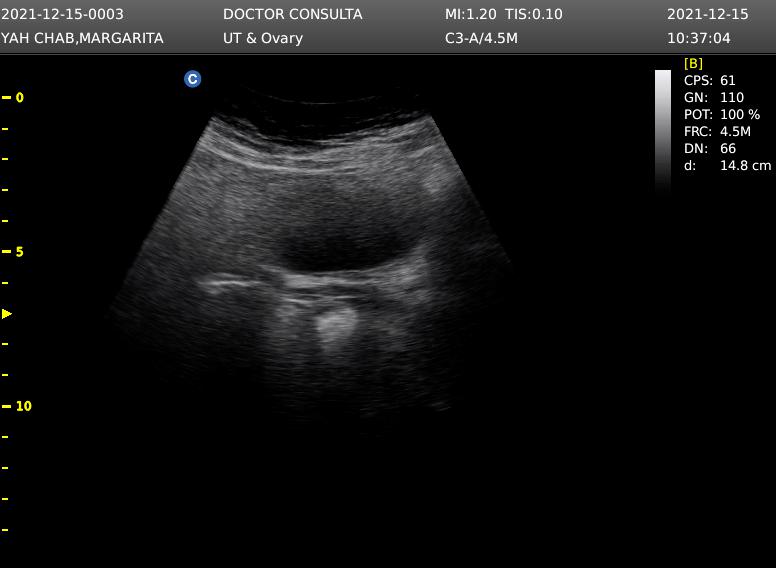 2021-12-15-0003 DOCTOR CONSULTA MI:1.20 TIS:0.10 2021-12-15
YAH CHAB,MARGARITA UT & Ovary C3-A/4.5M 10:37:04
C
[B]
CPS: 61
GN: 110
POT: 100 %
FRC: 4.5M
DN: 66
d: 14.8 cm
0
5
10